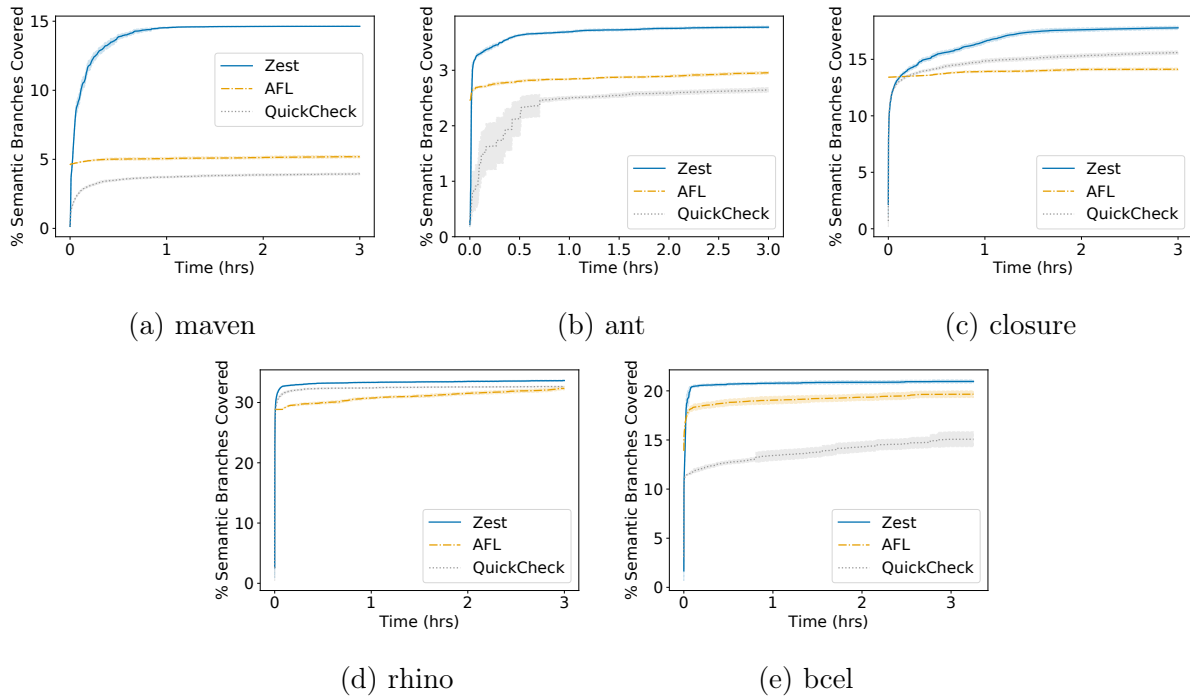 % Semantic Branches Covered
15
10
5
0
Zest
AFL
QuickCheck
0
1
2
3
Time (hrs)
(a) maven
% Semantic Branches Covered
3
2
1
0
Zest
AFL
QuickCheck
0.0 0.5 1.0 1.5 2.0 2.5 3.0
Time (hrs)
(b) ant
% Semantic Branches Covered
15
10
5
0
Zest
AFL
QuickCheck
0
1
2
3
Time (hrs)
(c) closure
% Semantic Branches Covered
30
20
10
0
Zest
AFL
QuickCheck
0
1
2
3
Time (hrs)
(d) rhino
% Semantic Branches Covered
20
15
10
5
0
Zest
AFL
QuickCheck
0
1
2
3
Time (hrs)
(e) bcel